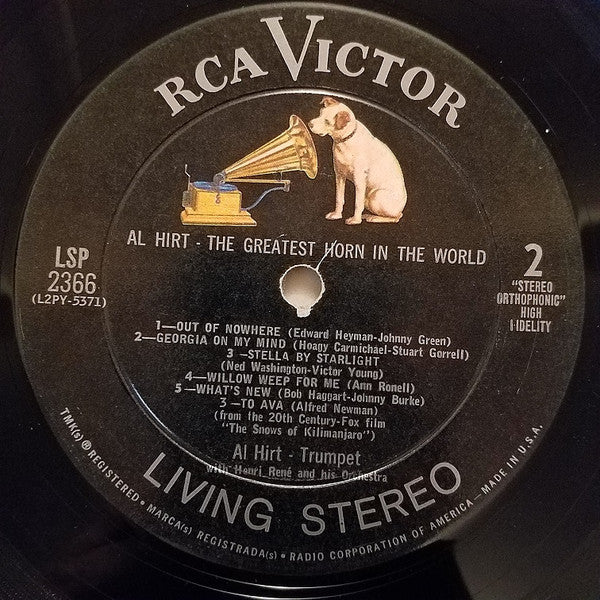 RCA VICTOR
AL HIRT - THE GREATEST HORN IN THE WORLD
LSP
2366
(L2PY-5371)
2
"STEREO
ORTHOPHONIC"
HIGH
FIDELITY
1—OUT OF NOWHERE (Edward Heyman-Johnny Green)
2—GEORGIA ON MY MIND (Hoagy Carmichael-Stuart Gorrell)
3 —STELLA BY STARLIGHT
(Ned Washington-Victor Young)
4—WILLOW WEEP FOR ME (Ann Ronell)
5—WHAT'S NEW (Bob Haggart-Johnny Burke)
3—TO AVA (Alfred Newman)
(from the 20th Century-Fox film
"The Snows of Kilimanjaro")
Al Hirt - Trumpet
with Henri René and his Orchestra
LIVING STEREO
TMK(s) ® REGISTERED • MARCA(s) REGISTRADA(s) • RADIO CORPORATION OF AMERICA—MADE IN U.S.A.